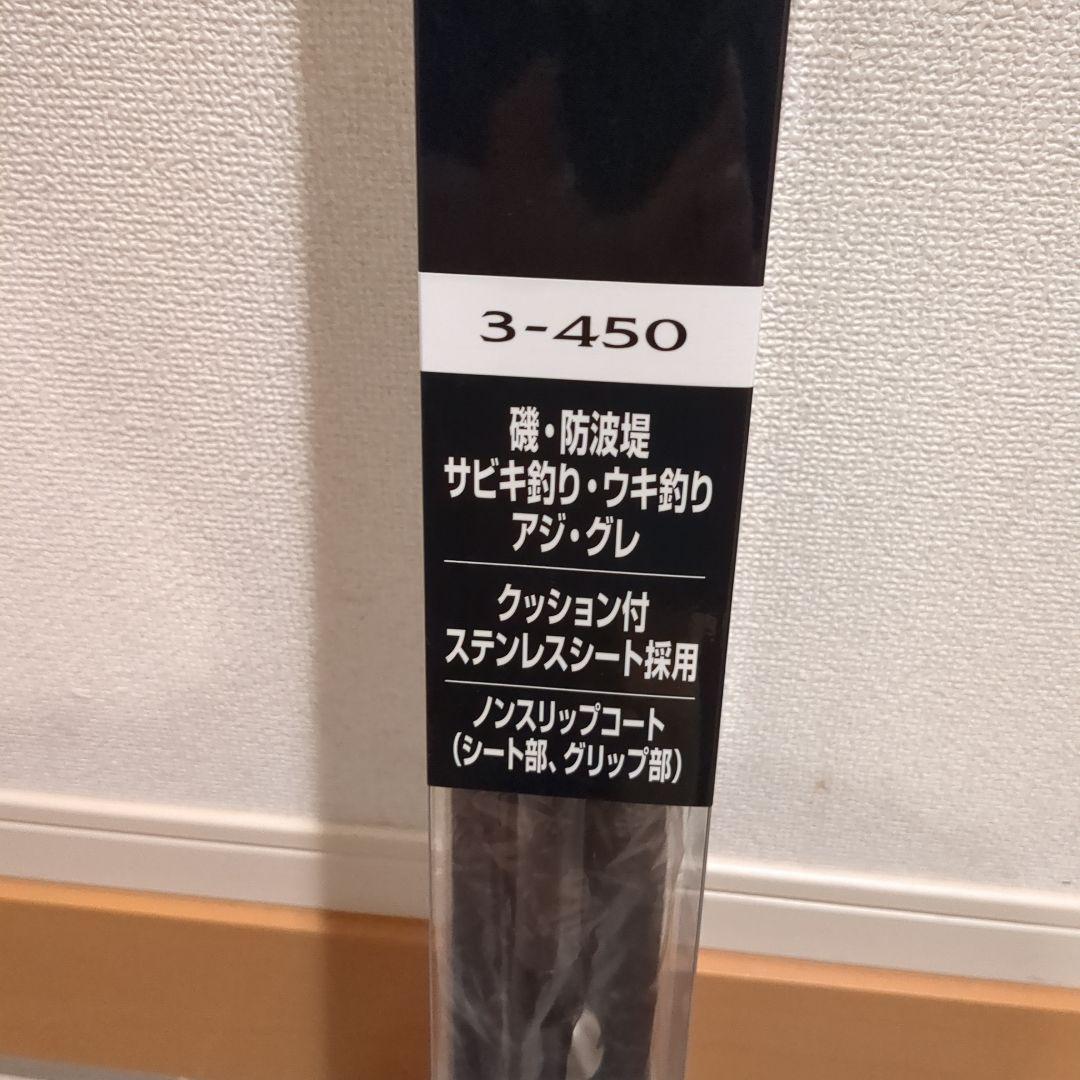 3-450
磯・防波堤
サビキ釣り・ウキ釣り
アジ・グレ
クッション付
ステンレスシート採用
ノンスリップコート
(シート部、グリップ部)